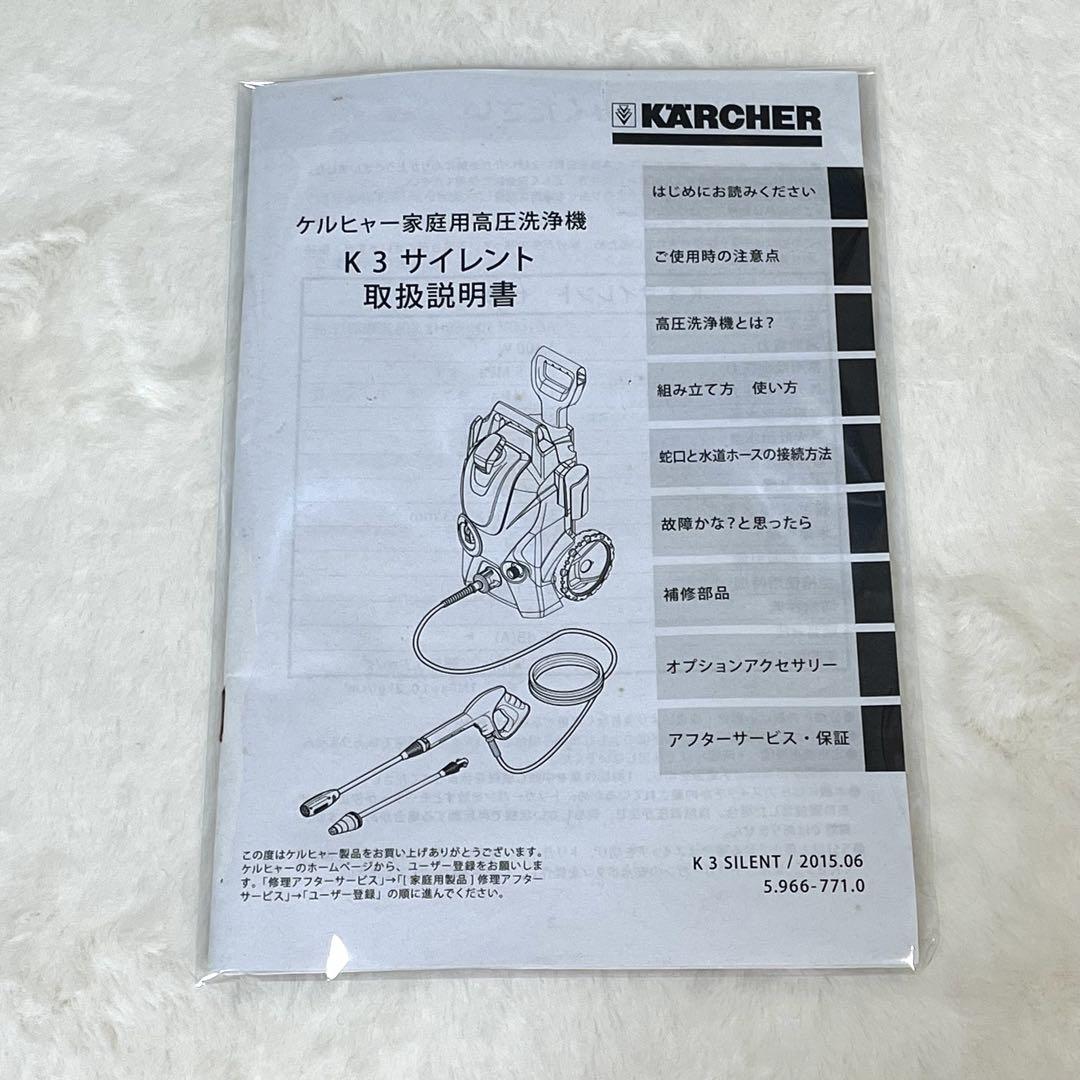 KÄRCHER
ケルヒャー家庭用高圧洗浄機
K 3 サイレント
取扱説明書
はじめにお読みください
ご使用時の注意点
高圧洗浄機とは？
組み立て方　使い方
蛇口と水道ホースの接続方法
故障かな？と思ったら
補修部品
オプションアクセサリー
アフターサービス・保証
この度はケルヒャー製品をお買い上げありがとうございます。
ケルヒャーのホームページから、ユーザー登録をお願いしま
す。「修理アフターサービス」→「[ 家庭用製品 ] 修理アフター
サービス」→「ユーザー登録」の順に進んでください。
K 3 SILENT / 2015.06
5.966-771.0